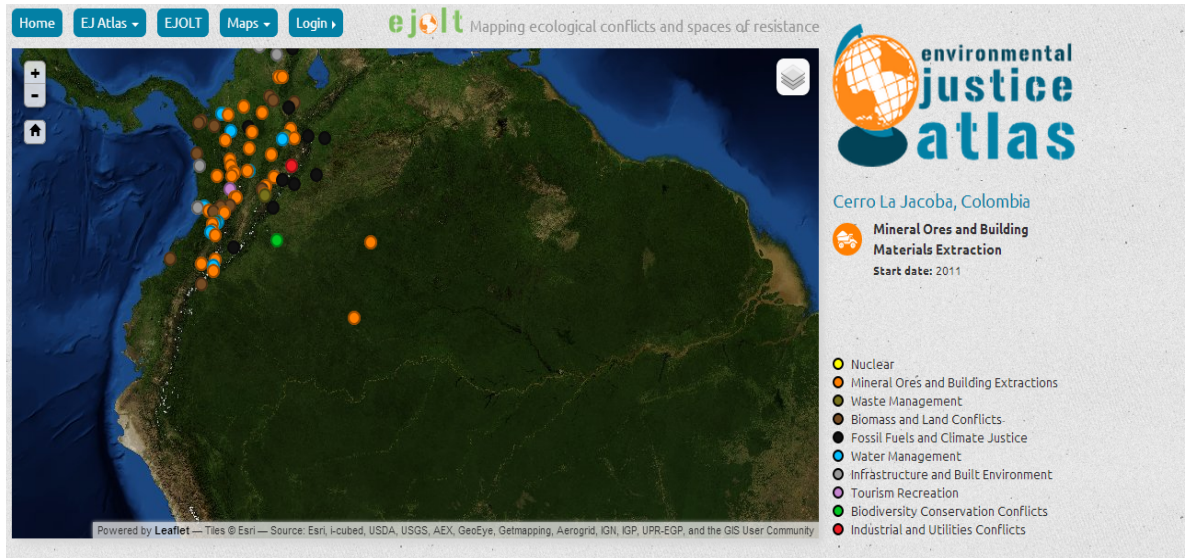 Home
EJ Atlas
EJOLT
Maps
Login
ejolt Mapping ecological conflicts and spaces of resistance
+
-
environmental
justice
atlas
Cerro La Jacoba, Colombia
Mineral Ores and Building
Materials Extraction
Start date: 2011
Nuclear
Mineral Ores and Building Extractions
Waste Management
Biomass and Land Conflicts
Fossil Fuels and Climate Justice
Water Management
Infrastructure and Built Environment
Tourism Recreation
Biodiversity Conservation Conflicts
Industrial and Utilities Conflicts
Powered by Leaflet — Tiles © Esri — Source: Esri, i-cubed, USDA, USGS, AEX, GeoEye, Getmapping, Aerogrid, IGN, IGP, UPR-EGP, and the GIS User Community